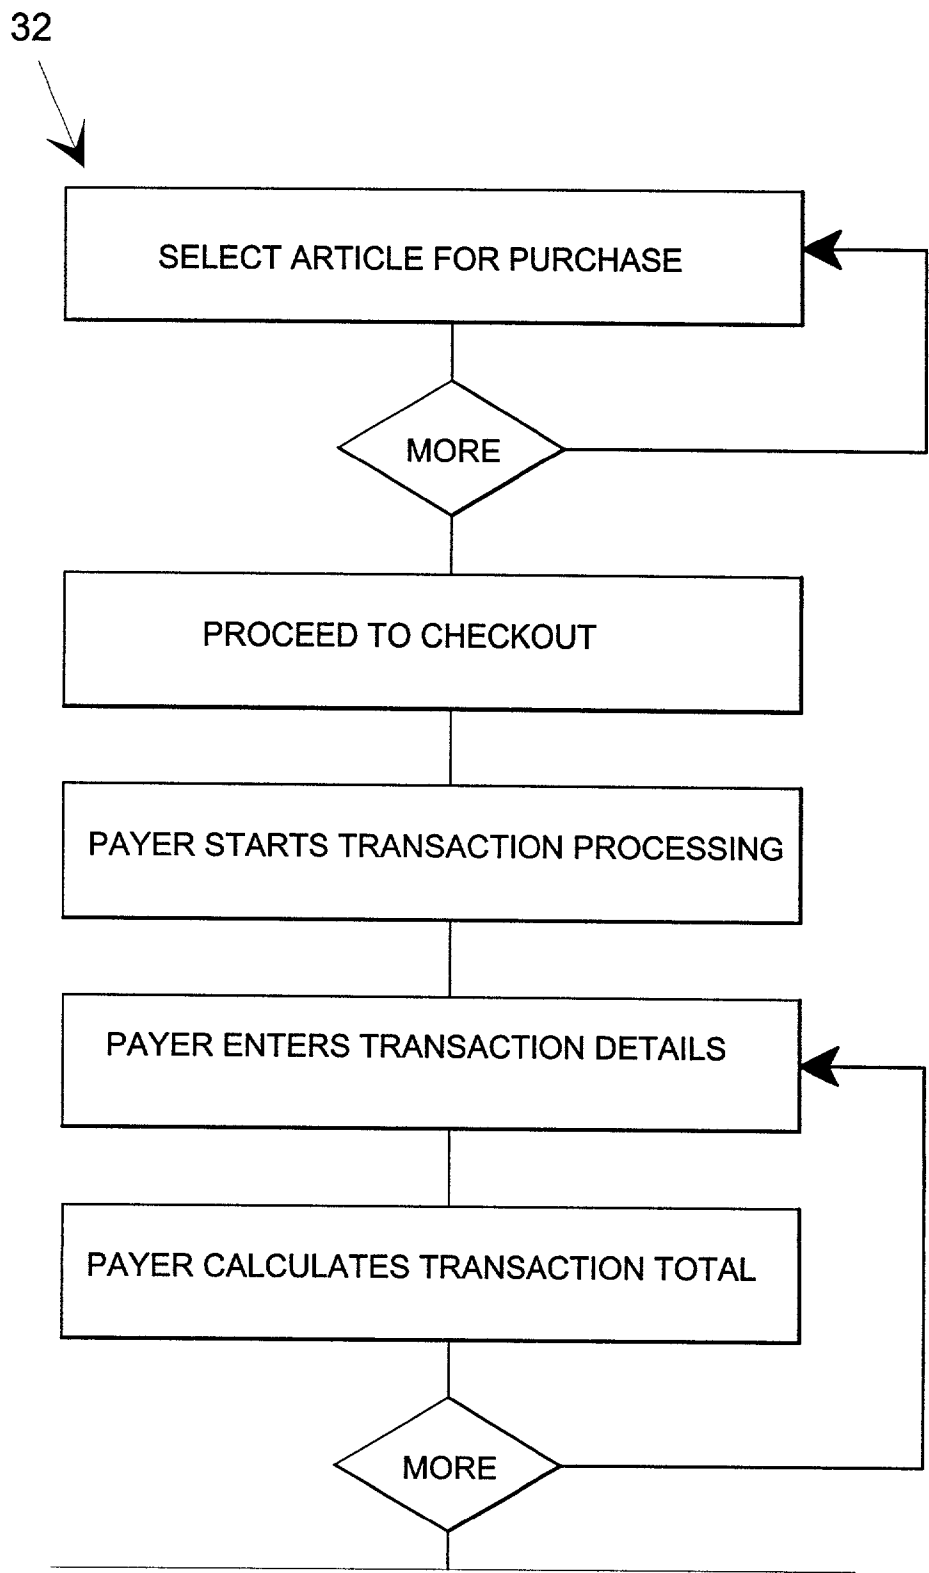 32
SELECT ARTICLE FOR PURCHASE
MORE
PROCEED TO CHECKOUT
PAYER STARTS TRANSACTION PROCESSING
PAYER ENTERS TRANSACTION DETAILS
PAYER CALCULATES TRANSACTION TOTAL
MORE